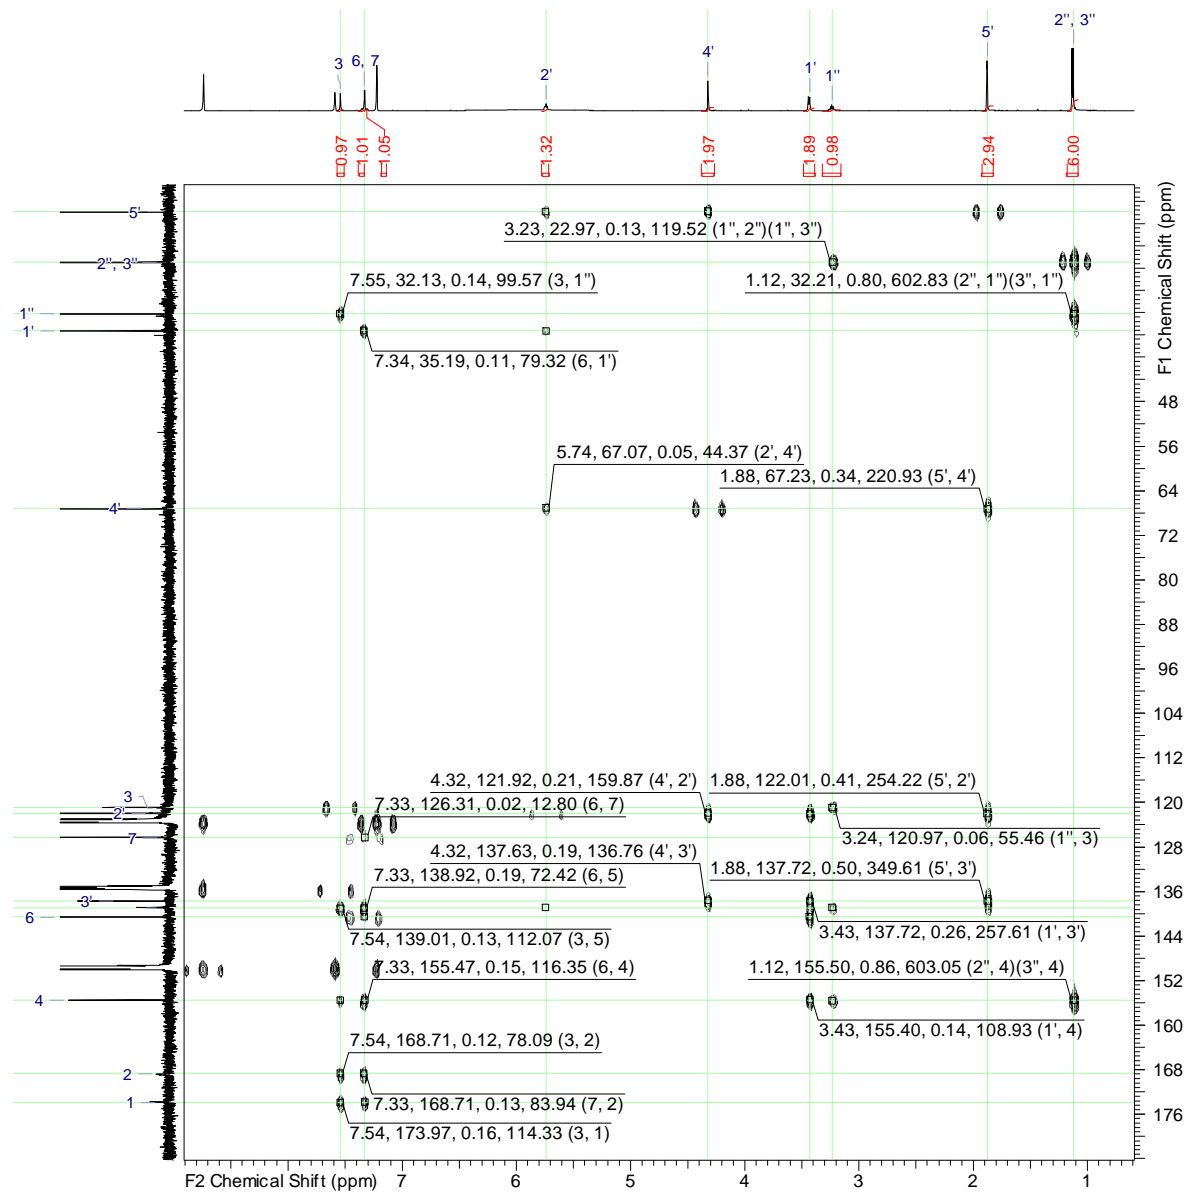 2'', 3''
5'
4'
6, 7
3
1'
2'
1''
0.97
1.01
1.05
1.32
1.97
1.89
0.98
2.94
6.00
F1 Chemical Shift (ppm)
5'
3.23, 22.97, 0.13, 119.52 (1'', 2'')(1'', 3'')
2'', 3''
7.55, 32.13, 0.14, 99.57 (3, 1'')
1.12, 32.21, 0.80, 602.83 (2'', 1'')(3'', 1'')
1''
1'
7.34, 35.19, 0.11, 79.32 (6, 1')
48
5.74, 67.07, 0.05, 44.37 (2', 4')
56
1.88, 67.23, 0.34, 220.93 (5', 4')
64
4'
72
80
88
96
104
112
4.32, 121.92, 0.21, 159.87 (4', 2')
1.88, 122.01, 0.41, 254.22 (5', 2')
3
120
7.33, 126.31, 0.02, 12.80 (6, 7)
2'
3.24, 120.97, 0.06, 55.46 (1'', 3)
7
128
4.32, 137.63, 0.19, 136.76 (4', 3')
7.33, 138.92, 0.19, 72.42 (6, 5)
1.88, 137.72, 0.50, 349.61 (5', 3')
136
3'
6
3.43, 137.72, 0.26, 257.61 (1', 3')
7.54, 139.01, 0.13, 112.07 (3, 5)
144
7.33, 155.47, 0.15, 116.35 (6, 4)
1.12, 155.50, 0.86, 603.05 (2'', 4)(3'', 4)
152
4
3.43, 155.40, 0.14, 108.93 (1', 4)
160
7.54, 168.71, 0.12, 78.09 (3, 2)
168
2
7.33, 168.71, 0.13, 83.94 (7, 2)
1
176
7.54, 173.97, 0.16, 114.33 (3, 1)
F2 Chemical Shift (ppm)
7
6
5
4
3
2
1